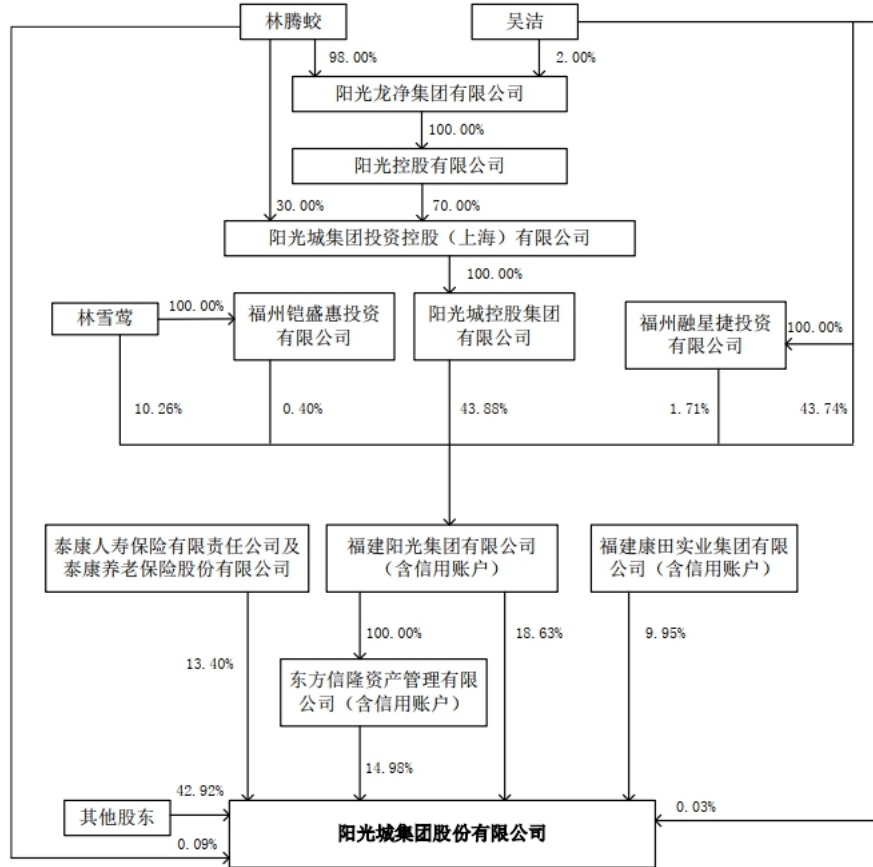 林腾蛟
吴洁
98.00%
2.00%
阳光龙净集团有限公司
100.00%
阳光控股有限公司
30.00%
70.00%
阳光城集团投资控股（上海）有限公司
100.00%
林雪莺
100.00%
福州铠盛惠投资
有限公司
阳光城控股集团
有限公司
福州融星捷投资
有限公司
100.00%
10.26%
0.40%
43.88%
1.71%
43.74%
泰康人寿保险有限责任公司及
泰康养老保险股份有限公司
福建阳光集团有限公司
（含信用账户）
福建康田实业集团有限
公司（含信用账户）
13.40%
100.00%
18.63%
9.95%
东方信隆资产管理有限
公司（含信用账户）
14.98%
其他股东
42.92%
0.09%
阳光城集团股份有限公司
0.03%